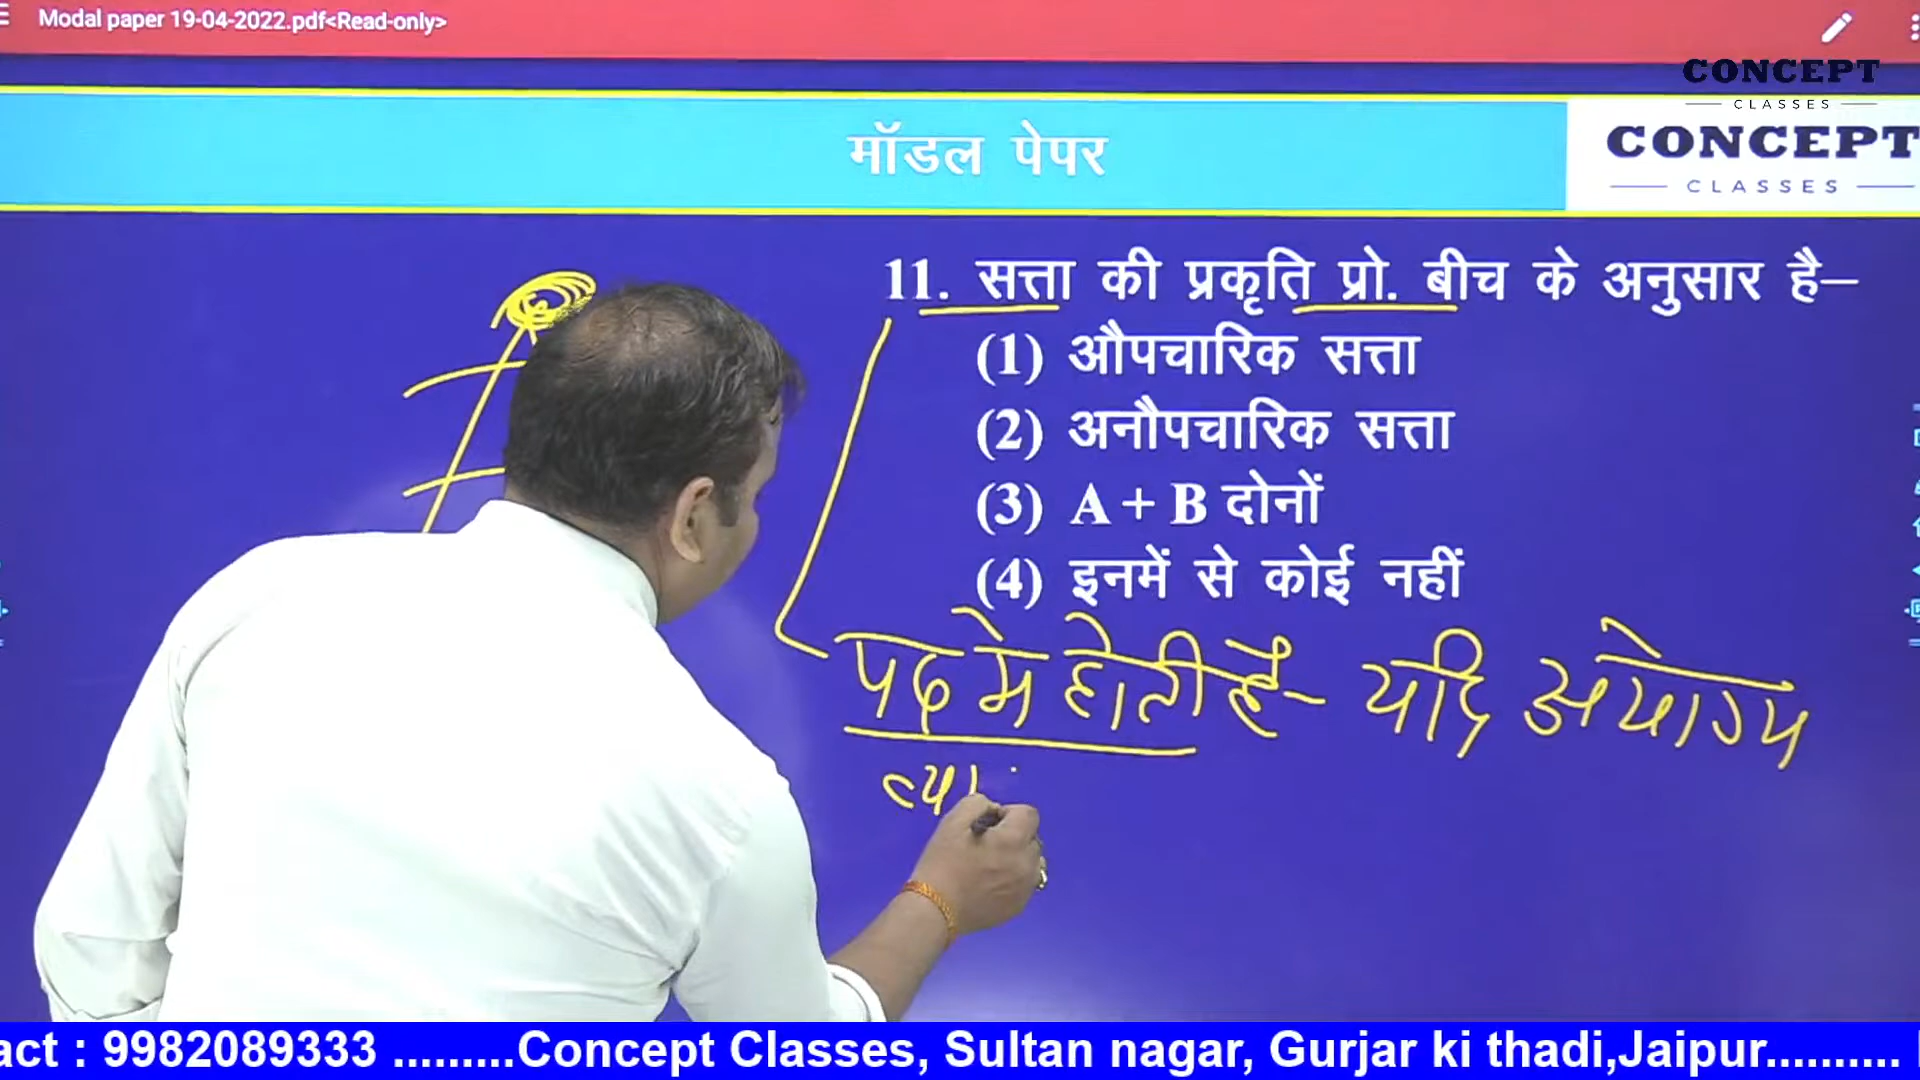 Modal paper 19-04-2022.pdf<Read-only>
CONCEPT
CLASSES
मॉडल पेपर
CONCEPT
CLASSES
11. सत्ता की प्रकृति प्रो. बीच के अनुसार है–
(1) औपचारिक सत्ता
(2) अनौपचारिक सत्ता
(3) A + B दोनों
(4) इनमें से कोई नहीं
पद मे होती है - यदि अयोग्य
व्य
act : 9982089333 .........Concept Classes, Sultan nagar, Gurjar ki thadi,Jaipur..........